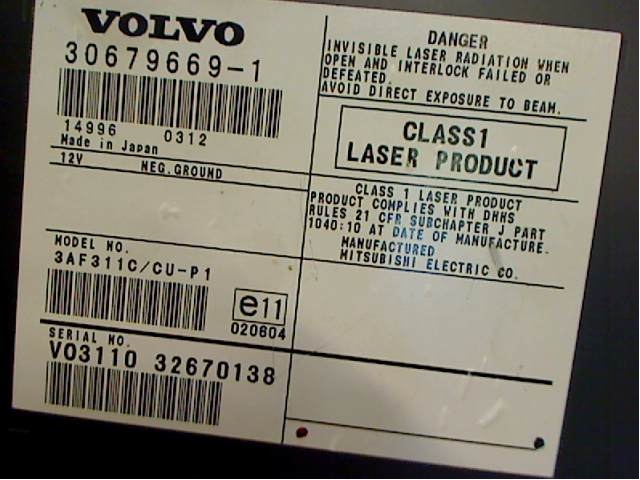 VOLVO
30679669-1
14996 0312
Made in Japan
12V NEG.GROUND
MODEL NO.
3AF311C/CU-P1
e11
020604
SERIAL NO.
VO3110 32670138
DANGER
INVISIBLE LASER RADIATION WHEN
OPEN AND INTERLOCK FAILED OR
DEFEATED.
AVOID DIRECT EXPOSURE TO BEAM.
CLASS1
LASER PRODUCT
CLASS 1 LASER PRODUCT
PRODUCT COMPLIES WITH DHHS
RULES 21 CFR SUBCHAPTER J PART
1040:10 AT DATE OF MANUFACTURE.
MANUFACTURED
MITSUBISHI ELECTRIC CO.